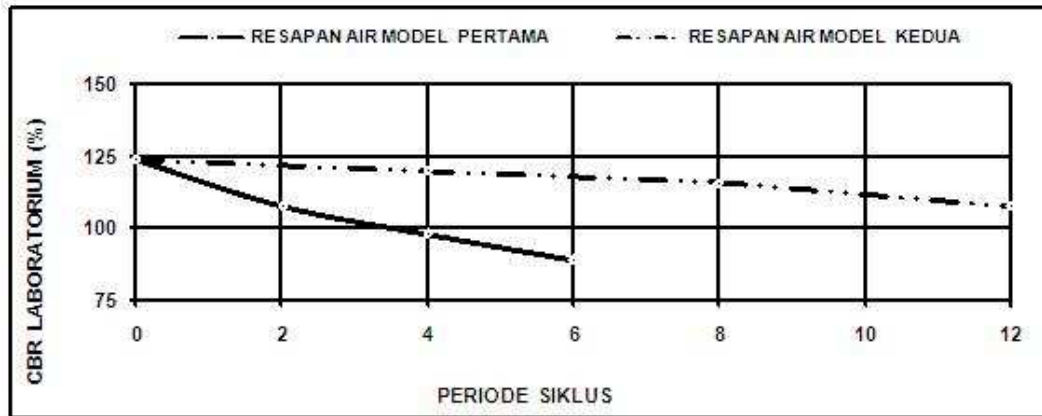 RESAPAN AIR MODEL PERTAMA
RESAPAN AIR MODEL KEDUA
CBR LABORATORIUM (%)
150
125
100
75
0 2 4 6 8 10 12
PERIODE SIKLUS